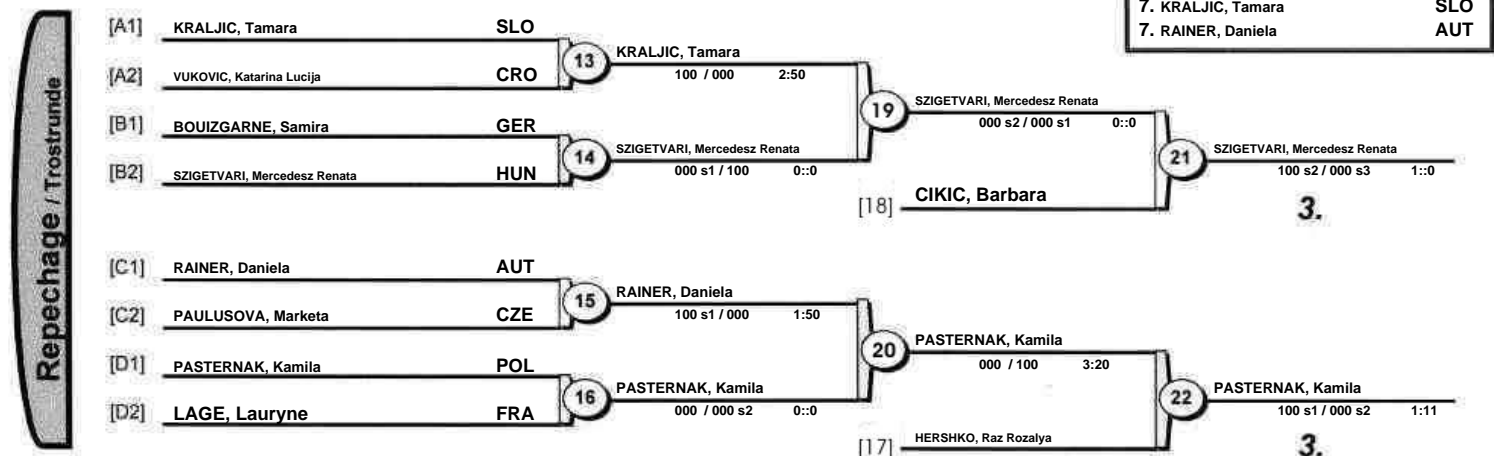 7. KRALJIC, Tamara SLO
7. RAINER, Daniela AUT
Repechage / Trostrunde
[A1] KRALJIC, Tamara SLO
[A2] VUKOVIC, Katarina Lucija CRO
13 KRALJIC, Tamara
100 / 000 2:50
[B1] BOUIZGARNE, Samira GER
[B2] SZIGETVARI, Mercedesz Renata HUN
14 SZIGETVARI, Mercedesz Renata
000 s1 / 100 0::0
19 SZIGETVARI, Mercedesz Renata
000 s2 / 000 s1 0::0
[18] CIKIC, Barbara
21 SZIGETVARI, Mercedesz Renata
100 s2 / 000 s3 1::0
3.
[C1] RAINER, Daniela AUT
[C2] PAULUSOVA, Marketa CZE
15 RAINER, Daniela
100 s1 / 000 1:50
[D1] PASTERNAK, Kamila POL
[D2] LAGE, Lauryne FRA
16 PASTERNAK, Kamila
000 / 000 s2 0::0
20 PASTERNAK, Kamila
000 / 100 3:20
[17] HERSHKO, Raz Rozalya
22 PASTERNAK, Kamila
100 s1 / 000 s2 1:11
3.